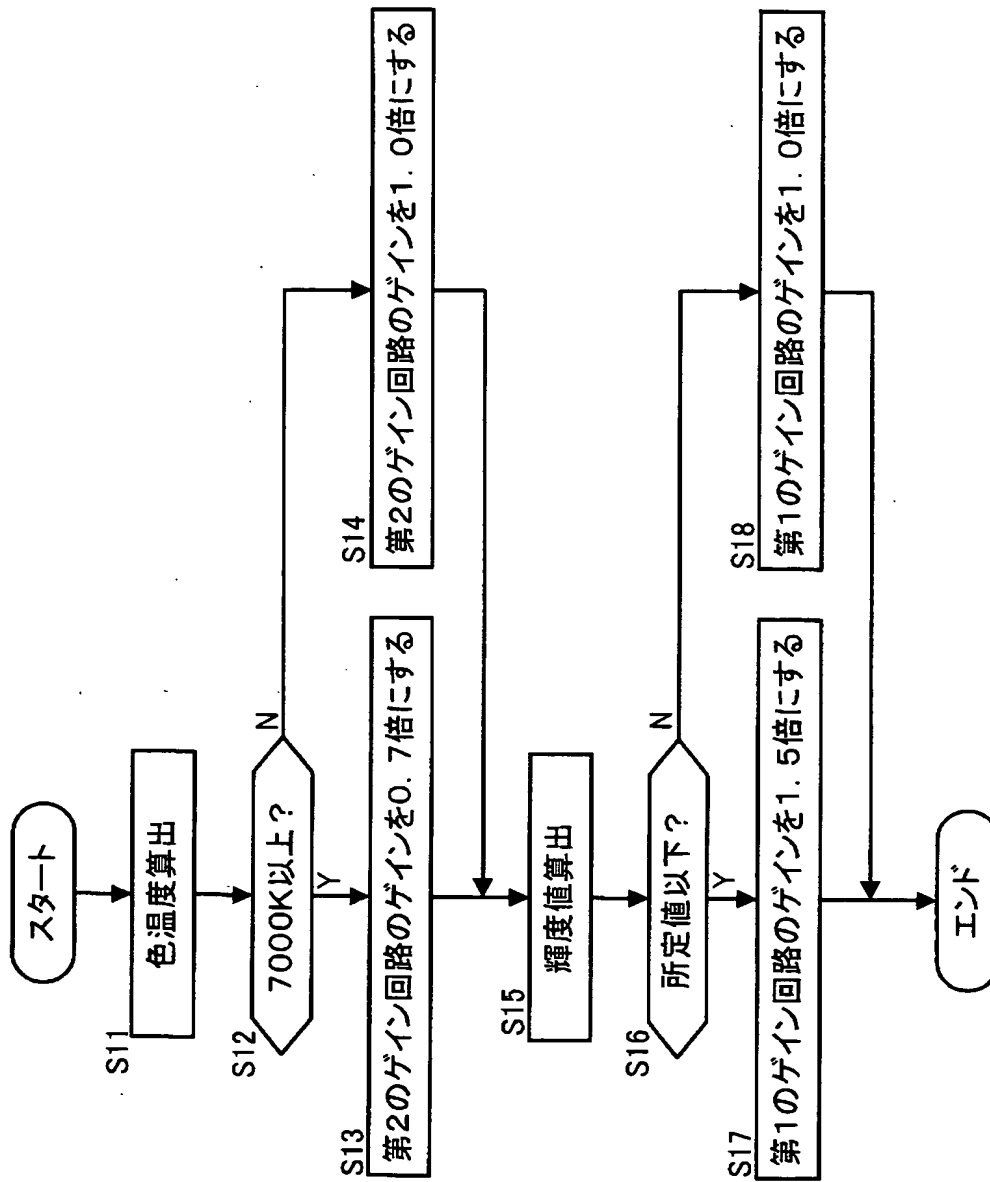 スタート
S11
色温度算出
S12
7000K以上?
N
Y
S13
第2のゲイン回路のゲインを0.7倍にする
S14
第2のゲイン回路のゲインを1.0倍にする
S15
輝度値算出
S16
所定値以下?
N
Y
S17
第1のゲイン回路のゲインを1.5倍にする
S18
第1のゲイン回路のゲインを1.0倍にする
エンド